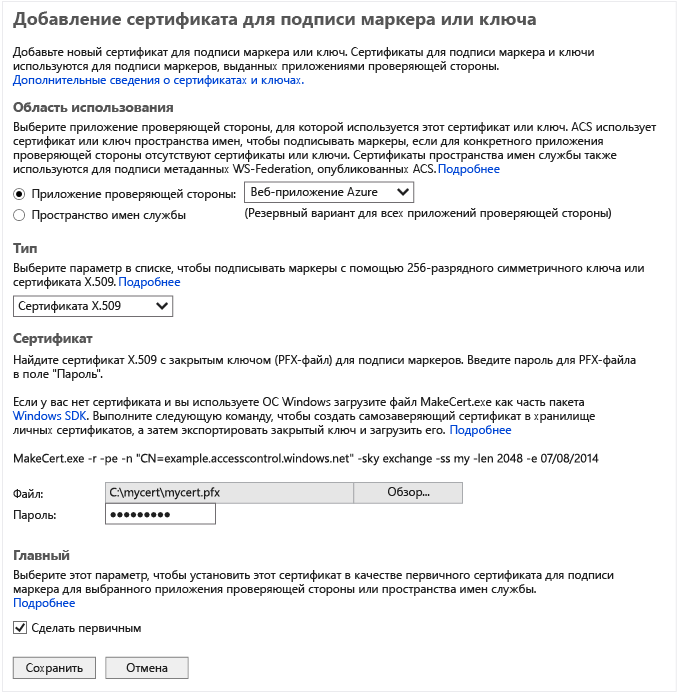 Добавление сертификата для подписи маркера или ключа
Добавьте новый сертификат для подписи маркера или ключ. Сертификаты для подписи маркера и ключи
используются для подписи маркеров, выданных приложениями проверяющей стороны.
Дополнительные сведения о сертификатах и ключах.
Область использования
Выберите приложение проверяющей стороны, для которой используется этот сертификат или ключ. ACS использует
сертификат или ключ пространства имен, чтобы подписывать маркеры, если для конкретного приложения
проверяющей стороны отсутствуют сертификаты или ключи. Сертификаты пространства имен службы также
используются для подписи метаданных WS-Federation, опубликованных ACS. Подробнее
Приложение проверяющей стороны: Веб-приложение Azure
Пространство имен службы (Резервный вариант для всех приложений проверяющей стороны)
Тип
Выберите параметр в списке, чтобы подписывать маркеры с помощью 256-разрядного симметричного ключа или
сертификата X.509. Подробнее
Сертификата X.509
Сертификат
Найдите сертификат X.509 с закрытым ключом (PFX-файл) для подписи маркеров. Введите пароль для PFX-файла
в поле "Пароль".
Если у вас нет сертификата и вы используете ОС Windows загрузите файл MakeCert.exe как часть пакета
Windows SDK. Выполните следующую команду, чтобы создать самозаверяющий сертификат в хранилище
личных сертификатов, а затем экспортировать закрытый ключ и загрузить его. Подробнее
MakeCert.exe -r -pe -n "CN=example.accesscontrol.windows.net" -sky exchange -ss my -len 2048 -e 07/08/2014
Файл: C:\mycert\mycert.pfx Обзор...
Пароль: ●●●●●●●●●
Главный
Выберите этот параметр, чтобы установить этот сертификат в качестве первичного сертификата для подписи
маркера для выбранного приложения проверяющей стороны или пространства имен службы.
Подробнее
Сделать первичным
Сохранить Отмена